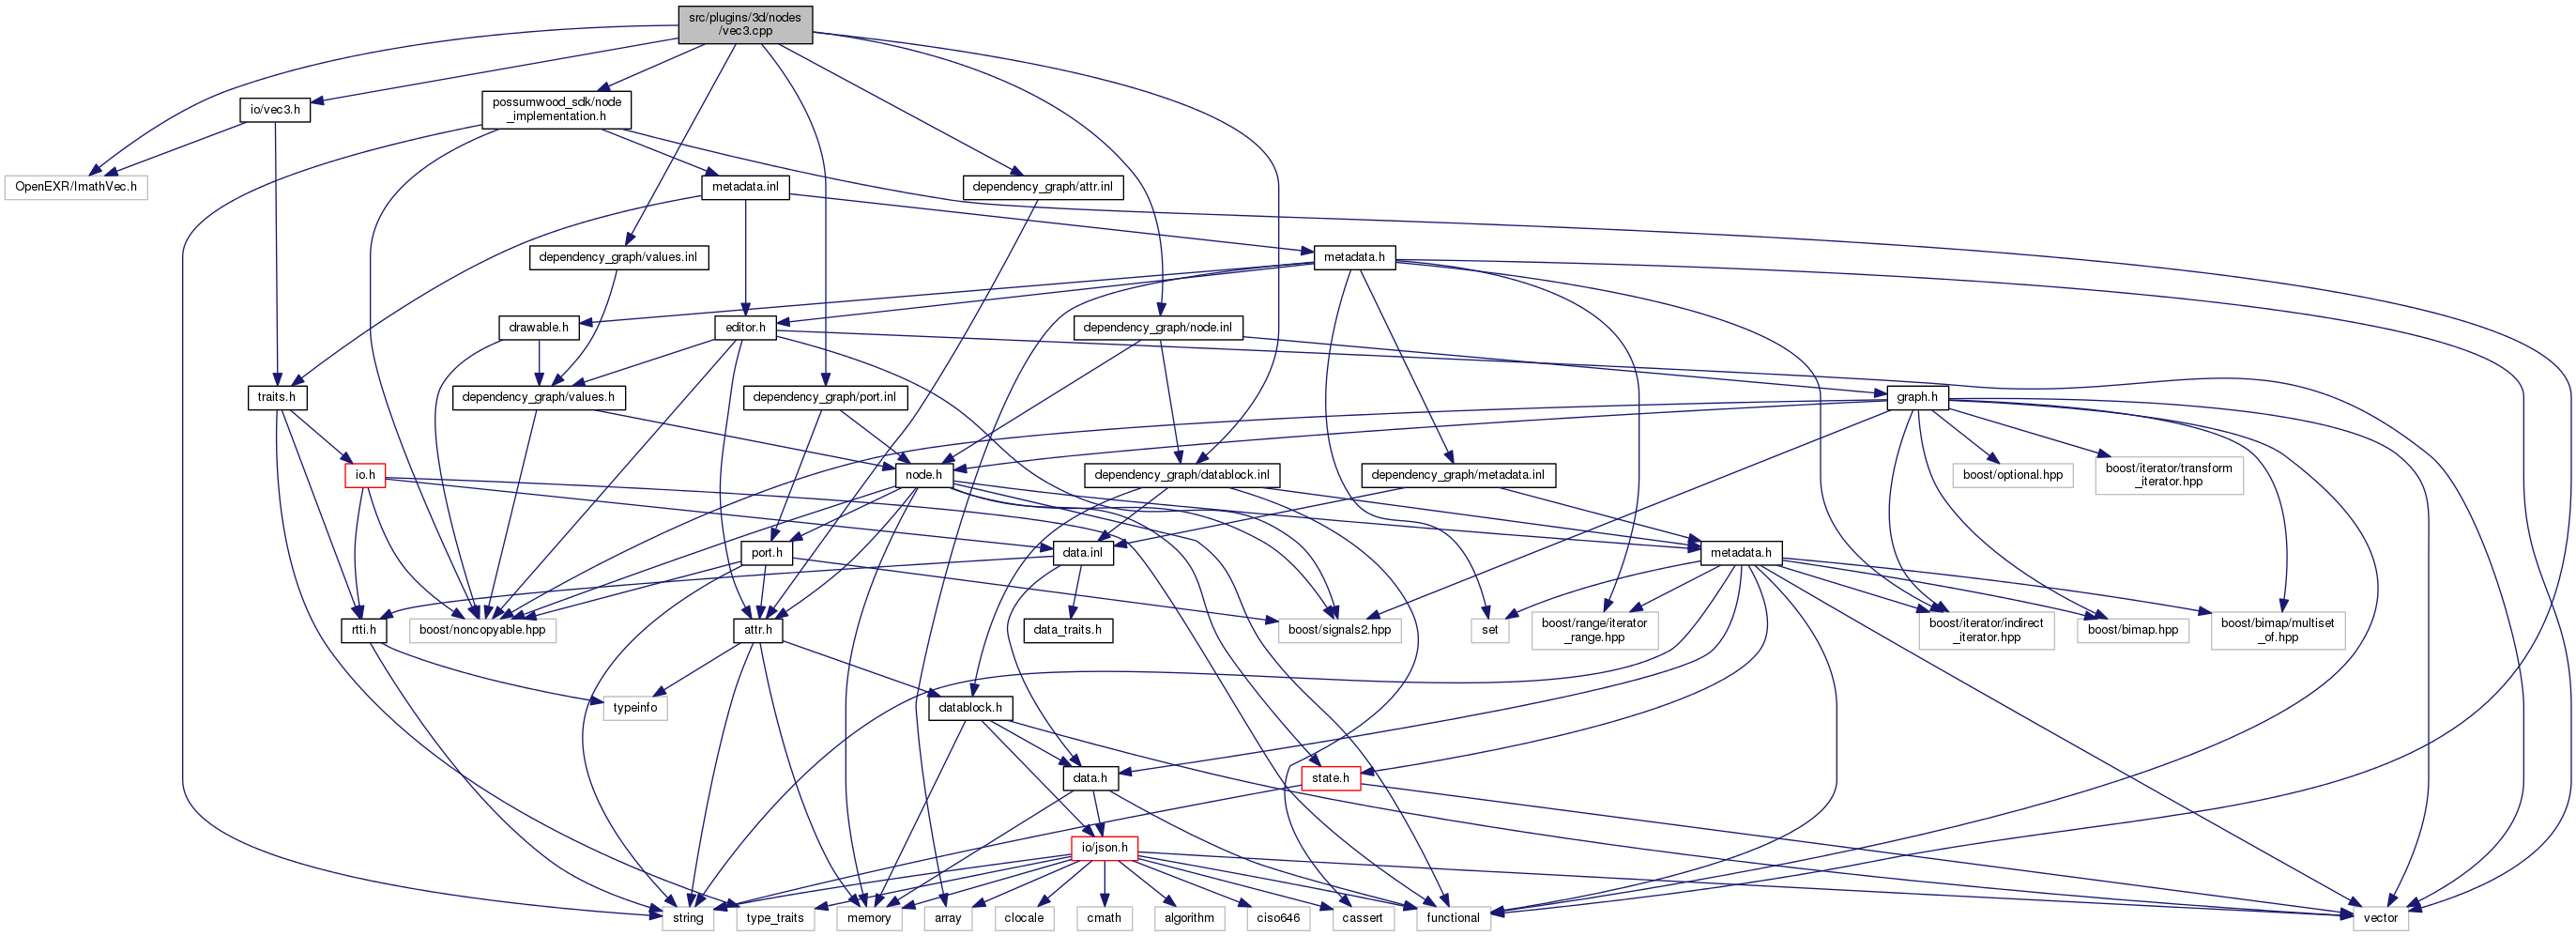 src/plugins/3d/nodes
/vec3.cpp
io/vec3.h
possumwood_sdk/node
_implementation.h
OpenEXR/ImathVec.h
metadata.inl
dependency_graph/attr.inl
dependency_graph/values.inl
metadata.h
drawable.h
editor.h
dependency_graph/node.inl
traits.h
dependency_graph/values.h
dependency_graph/port.inl
graph.h
io.h
node.h
dependency_graph/datablock.inl
dependency_graph/metadata.inl
boost/optional.hpp
boost/iterator/transform
_iterator.hpp
port.h
data.inl
metadata.h
rtti.h
boost/noncopyable.hpp
attr.h
data_traits.h
boost/signals2.hpp
set
boost/range/iterator
_range.hpp
boost/iterator/indirect
_iterator.hpp
boost/bimap.hpp
boost/bimap/multiset
_of.hpp
typeinfo
datablock.h
data.h
state.h
io/json.h
string
type_traits
memory
array
clocale
cmath
algorithm
ciso646
cassert
functional
vector